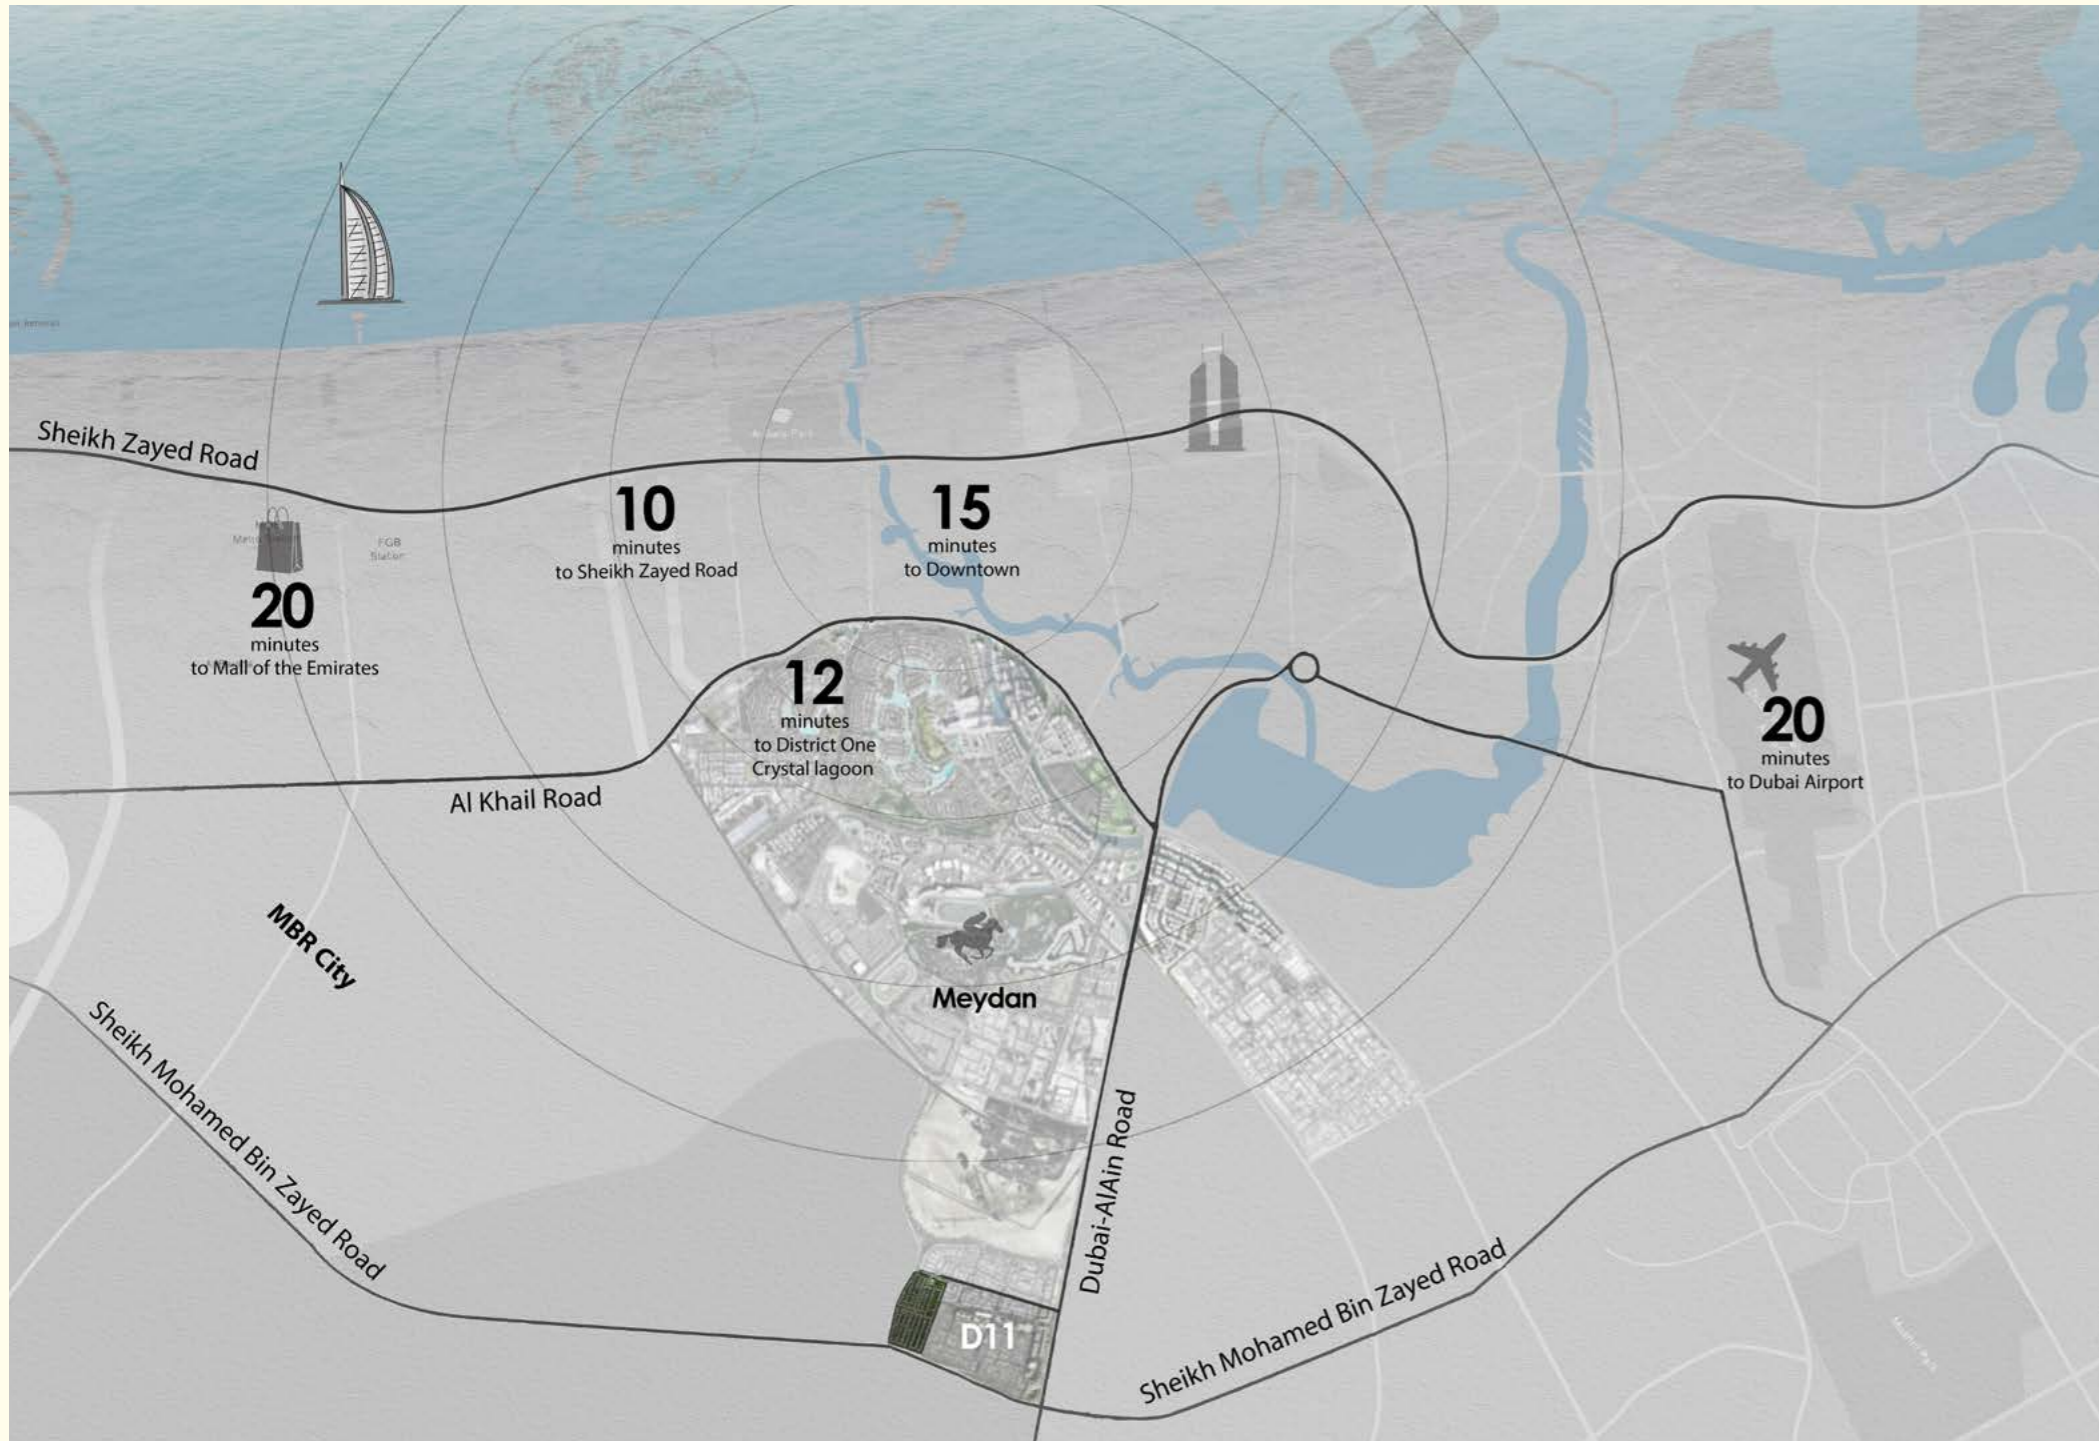 Sheikh Zayed Road
10
minutes
to Sheikh Zayed Road
15
minutes
to Downtown
FGB
Station
20
minutes
to Mall of the Emirates
12
minutes
to District One
Crystal lagoon
20
minutes
to Dubai Airport
Al Khail Road
MBR City
Meydan
Sheikh Mohamed Bin Zayed Road
Dubai-AlAin Road
D11
Sheikh Mohamed Bin Zayed Road